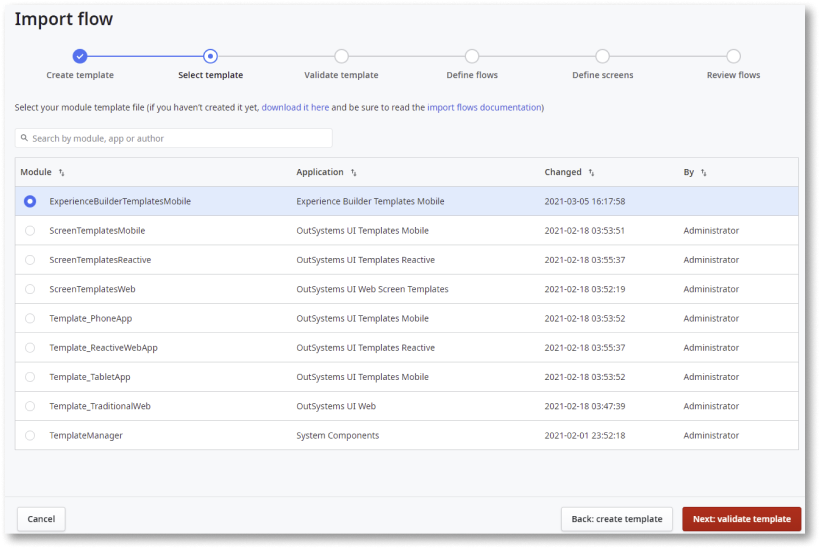 Import flow
Create template Select template Validate template Define flows Define screens Review flows
Select your module template file (if you haven't created it yet, download it here and be sure to read the import flows documentation)
Search by module, app or author
Module Application Changed By
ExperienceBuilderTemplatesMobile Experience Builder Templates Mobile 2021-03-05 16:17:58
ScreenTemplatesMobile OutSystems UI Templates Mobile 2021-02-18 03:53:51 Administrator
ScreenTemplatesReactive OutSystems UI Templates Reactive 2021-02-18 03:55:37 Administrator
ScreenTemplatesWeb OutSystems UI Web Screen Templates 2021-02-18 03:52:19 Administrator
Template_PhoneApp OutSystems UI Templates Mobile 2021-02-18 03:53:52 Administrator
Template_ReactiveWebApp OutSystems UI Templates Reactive 2021-02-18 03:55:37 Administrator
Template_TabletApp OutSystems UI Templates Mobile 2021-02-18 03:53:52 Administrator
Template_TraditionalWeb OutSystems UI Web 2021-02-18 03:47:39 Administrator
TemplateManager System Components 2021-02-01 23:52:18 Administrator
Cancel Back: create template Next: validate template